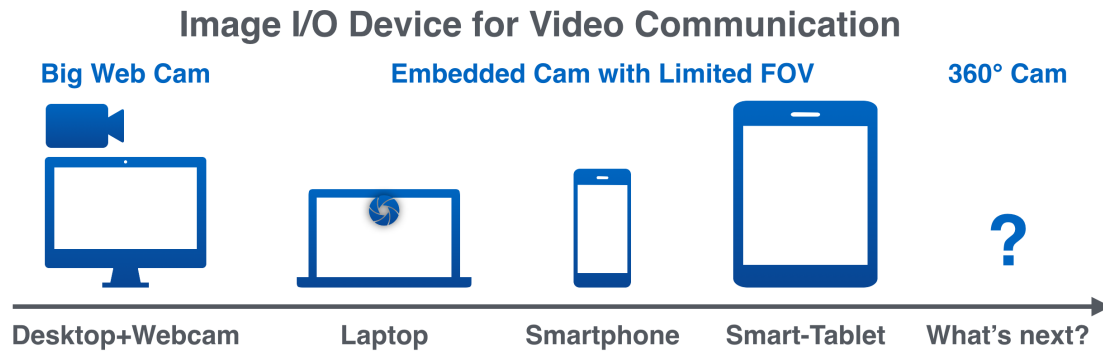 Image I/O Device for Video Communication
Big Web Cam
Embedded Cam with Limited FOV
360° Cam
?
Desktop+Webcam
Laptop
Smartphone
Smart-Tablet
What's next?